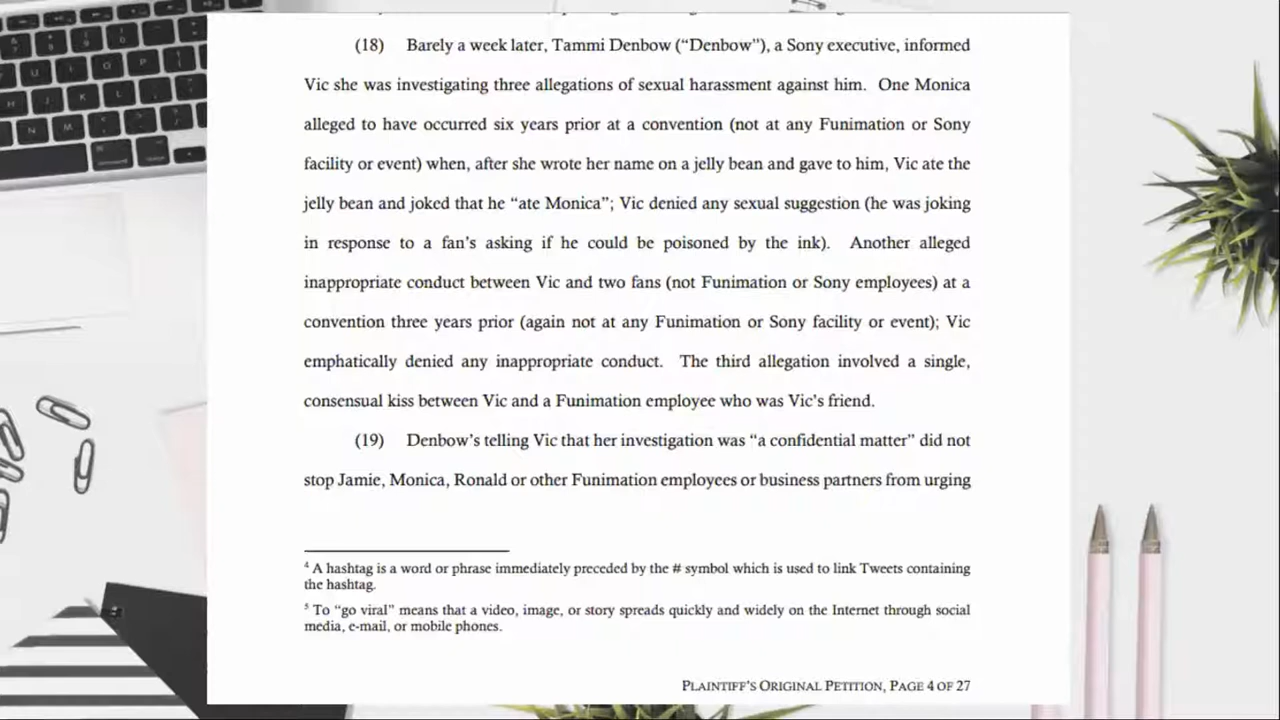 (18) Barely a week later, Tammi Denbow (“Denbow”), a Sony executive, informed
Vic she was investigating three allegations of sexual harassment against him. One Monica
alleged to have occurred six years prior at a convention (not at any Funimation or Sony
facility or event) when, after she wrote her name on a jelly bean and gave to him, Vic ate the
jelly bean and joked that he “ate Monica”; Vic denied any sexual suggestion (he was joking
in response to a fan’s asking if he could be poisoned by the ink). Another alleged
inappropriate conduct between Vic and two fans (not Funimation or Sony employees) at a
convention three years prior (again not at any Funimation or Sony facility or event); Vic
emphatically denied any inappropriate conduct. The third allegation involved a single,
consensual kiss between Vic and a Funimation employee who was Vic’s friend.
(19) Denbow’s telling Vic that her investigation was “a confidential matter” did not
stop Jamie, Monica, Ronald or other Funimation employees or business partners from urging
4 A hashtag is a word or phrase immediately preceded by the # symbol which is used to link Tweets containing
the hashtag.
5 To “go viral” means that a video, image, or story spreads quickly and widely on the Internet through social
media, e-mail, or mobile phones.
PLAINTIFF’S ORIGINAL PETITION, PAGE 4 OF 27